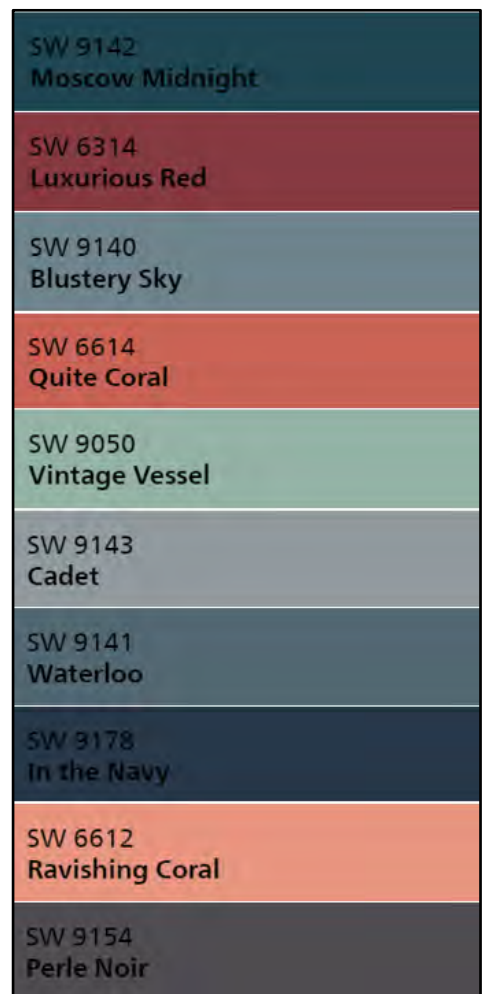 SW 9142
Moscow Midnight
SW 6314
Luxurious Red
SW 9140
Blustery Sky
SW 6614
Quite Coral
SW 9050
Vintage Vessel
SW 9143
Cadet
SW 9141
Waterloo
SW 9178
In the Navy
SW 6612
Ravishing Coral
SW 9154
Perle Noir